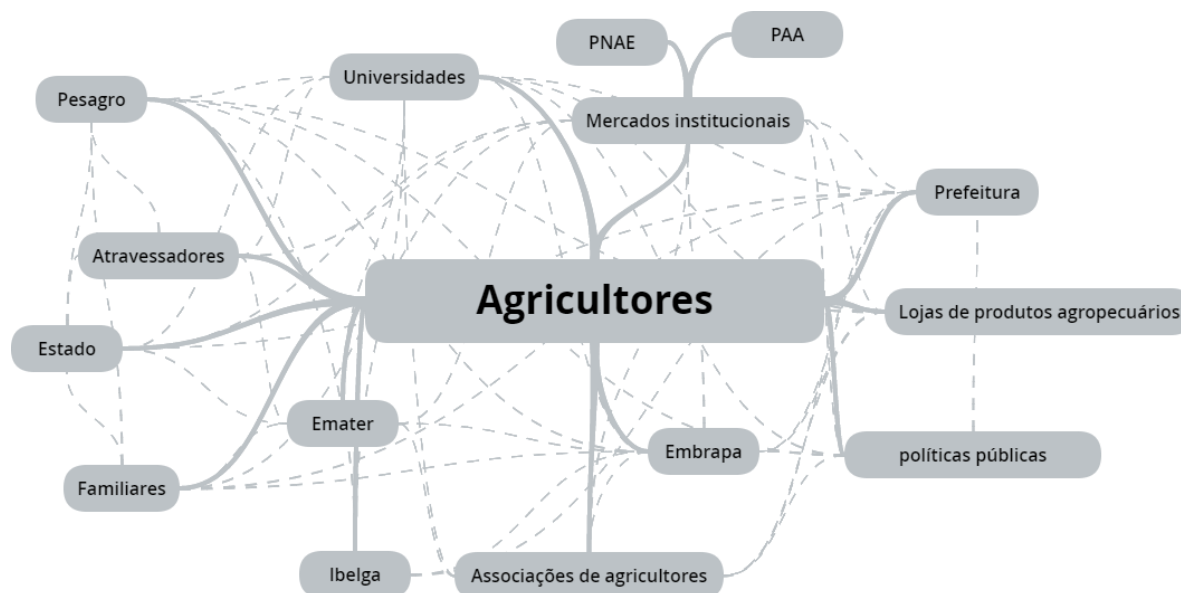 PNAE
PAA
Universidades
Pesagro
Mercados institucionais
Prefeitura
Atravessadores
Agricultores
Lojas de produtos agropecuários
Estado
Emater
Embrapa
políticas públicas
Familiares
Ibelga
Associações de agricultores